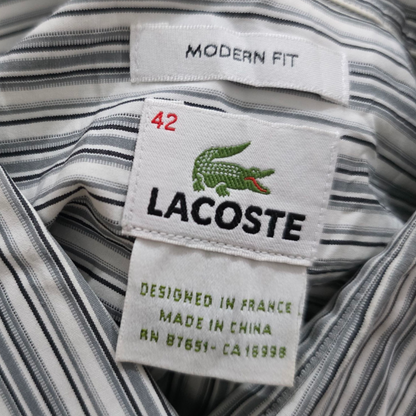 MODERN FIT
42
LACOSTE
DESIGNED IN FRANCE
MADE IN CHINA
RN 87651 - CA 16998